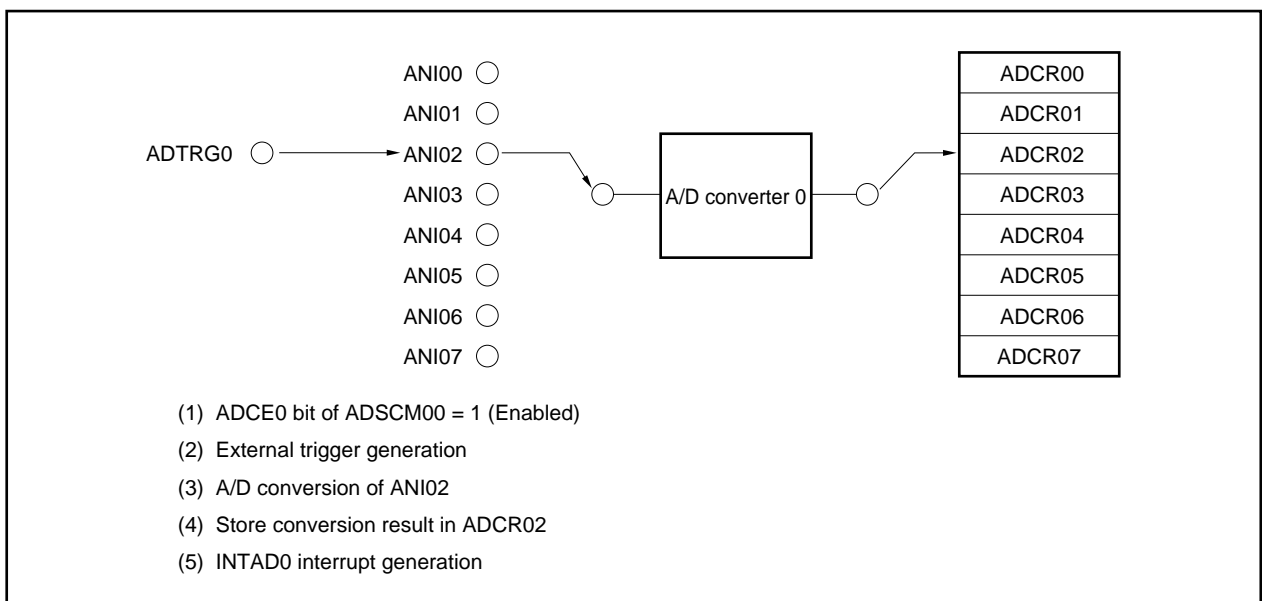 ANI00
ADCR00
ANI01
ADCR01
ADTRG0
ANI02
ADCR02
ANI03
A/D converter 0
ADCR03
ANI04
ADCR04
ANI05
ADCR05
ANI06
ADCR06
ANI07
ADCR07
(1) ADCE0 bit of ADSCM00 = 1 (Enabled)
(2) External trigger generation
(3) A/D conversion of ANI02
(4) Store conversion result in ADCR02
(5) INTAD0 interrupt generation